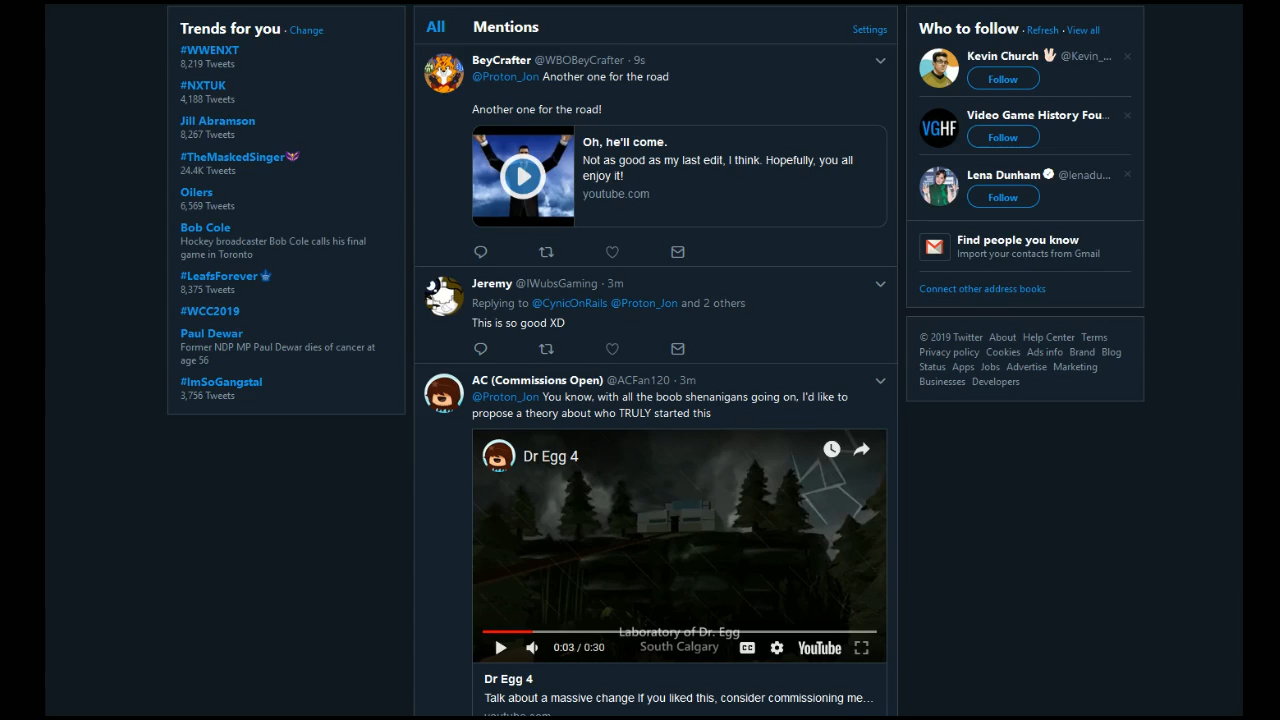 Trends for you · Change
#WWENXT
8,219 Tweets
#NXTUK
4,188 Tweets
Jill Abramson
8,267 Tweets
#TheMaskedSinger
24.4K Tweets
Oilers
6,569 Tweets
Bob Cole
Hockey broadcaster Bob Cole calls his final
game in Toronto
#LeafsForever
8,375 Tweets
#WCC2019
Paul Dewar
Former NDP MP Paul Dewar dies of cancer at
age 56
#ImSoGangstal
3,756 Tweets
All Mentions Settings
BeyCrafter @WBOBeyCrafter · 9s
@Proton_Jon Another one for the road
Another one for the road!
Oh, he'll come.
Not as good as my last edit, I think. Hopefully, you all
enjoy it!
youtube.com
Jeremy @IWubsGaming · 3m
Replying to @CynicOnRails @Proton_Jon and 2 others
This is so good XD
AC (Commissions Open) @ACFan120 · 3m
@Proton_Jon You know, with all the boob shenanigans going on, I'd like to
propose a theory about who TRULY started this
Dr Egg 4
Laboratory of Dr. Egg
South Calgary
0:03 / 0:30
CC
YouTube
Dr Egg 4
Talk about a massive change If you liked this, consider commissioning me...
youtube.com
Who to follow · Refresh · View all
Kevin Church @Kevin_...
Follow
VGHF
Video Game History Fou...
Follow
Lena Dunham @lenadu...
Follow
Find people you know
Import your contacts from Gmail
Connect other address books
© 2019 Twitter About Help Center Terms
Privacy policy Cookies Ads info Brand Blog
Status Apps Jobs Advertise Marketing
Businesses Developers